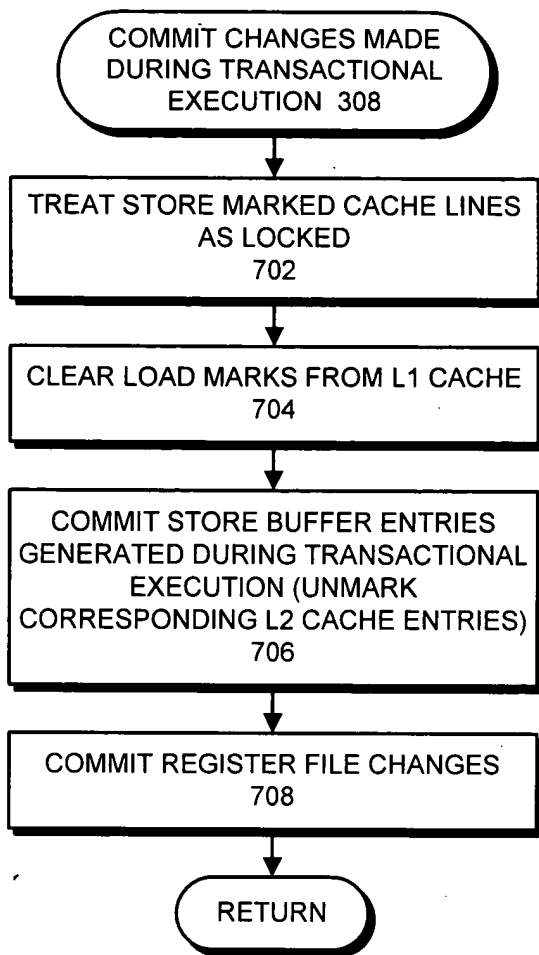 COMMIT CHANGES MADE
DURING TRANSACTIONAL
EXECUTION 308
TREAT STORE MARKED CACHE LINES
AS LOCKED
702
CLEAR LOAD MARKS FROM L1 CACHE
704
COMMIT STORE BUFFER ENTRIES
GENERATED DURING TRANSACTIONAL
EXECUTION (UNMARK
CORRESPONDING L2 CACHE ENTRIES)
706
COMMIT REGISTER FILE CHANGES
708
RETURN